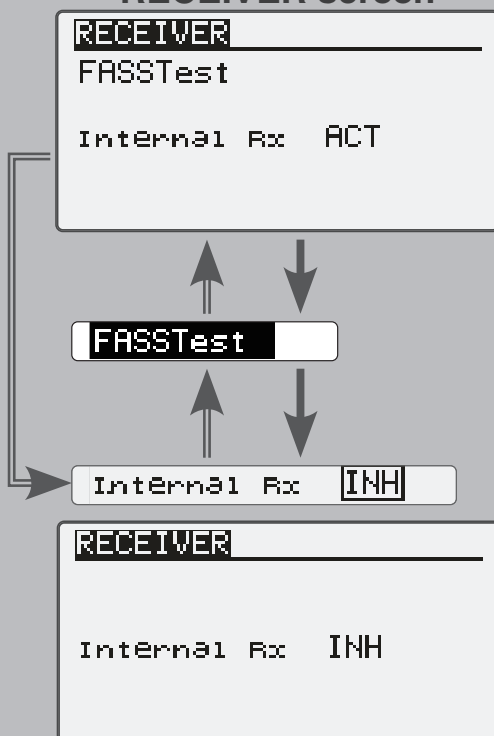 RECEIVER screen
RECEIVER
FASSTest
Internal Rx ACT
FASSTest
Internal Rx INH
RECEIVER
Internal Rx INH